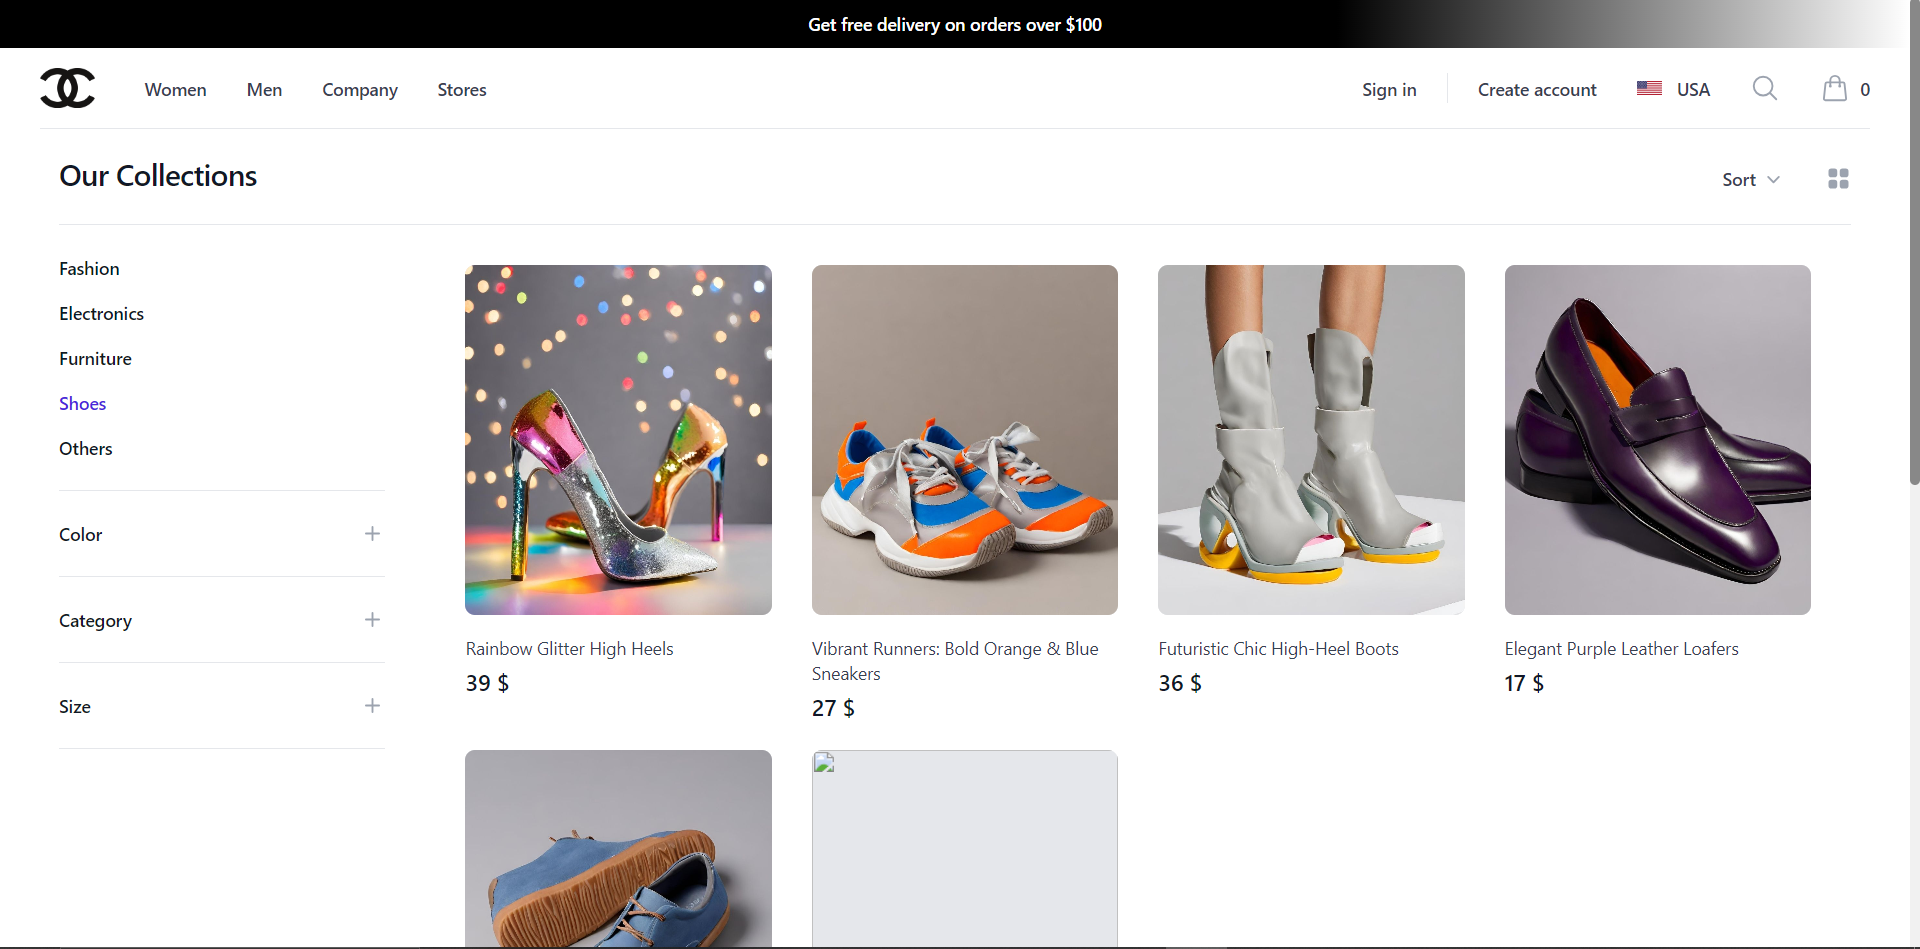 Get free delivery on orders over $100
Women Men Company Stores Sign in Create account USA 0
Our Collections
Sort
Fashion
Electronics
Furniture
Shoes
Others
Color
Category
Size
Rainbow Glitter High Heels
39 $
Vibrant Runners: Bold Orange & Blue
Sneakers
27 $
Futuristic Chic High-Heel Boots
36 $
Elegant Purple Leather Loafers
17 $